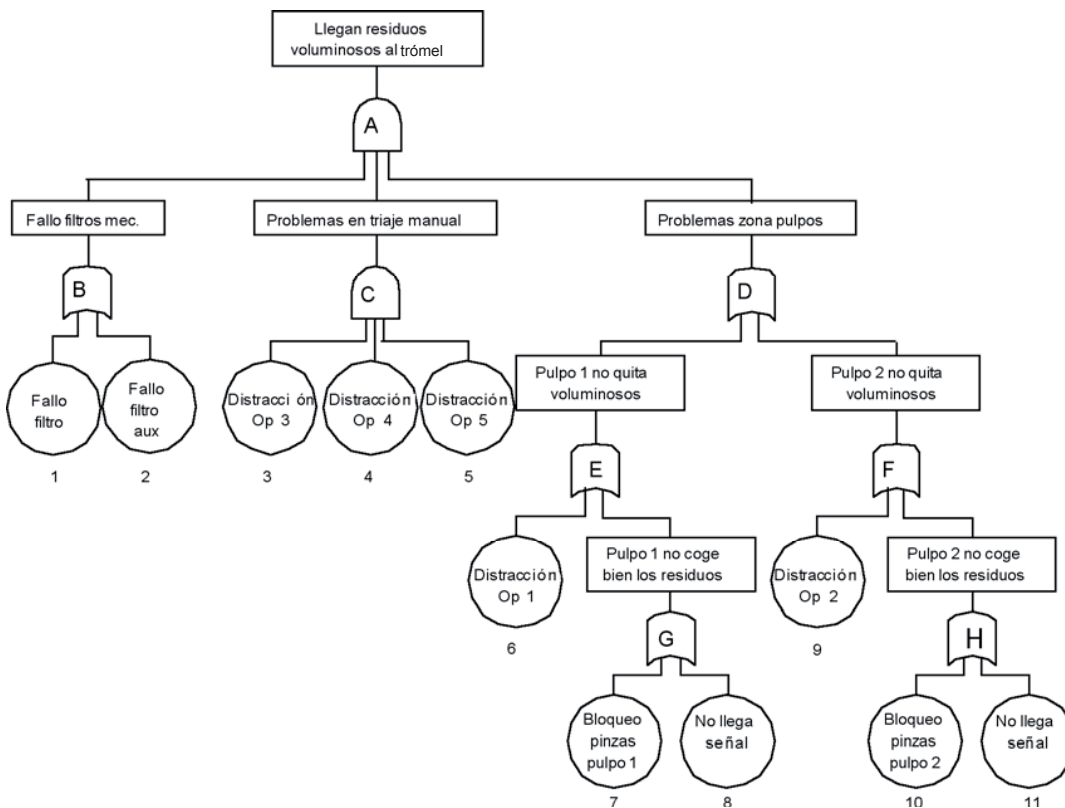 Llegan residuos
voluminosos al trómel
A
Fallo filtros mec.
Problemas en triaje manual
Problemas zona pulpos
B
C
D
Fallo
filtro
Fallo
filtro
aux
Distracción
Op 3
Distracción
Op 4
Distracción
Op 5
Pulpo 1 no quita
voluminosos
Pulpo 2 no quita
voluminosos
1
2
3
4
5
E
F
Distracción
Op 1
Pulpo 1 no coge
bien los residuos
Distracción
Op 2
Pulpo 2 no coge
bien los residuos
6
G
9
H
Bloqueo
pinzas
pulpo 1
No llega
señal
Bloqueo
pinzas
pulpo 2
No llega
señal
7
8
10
11